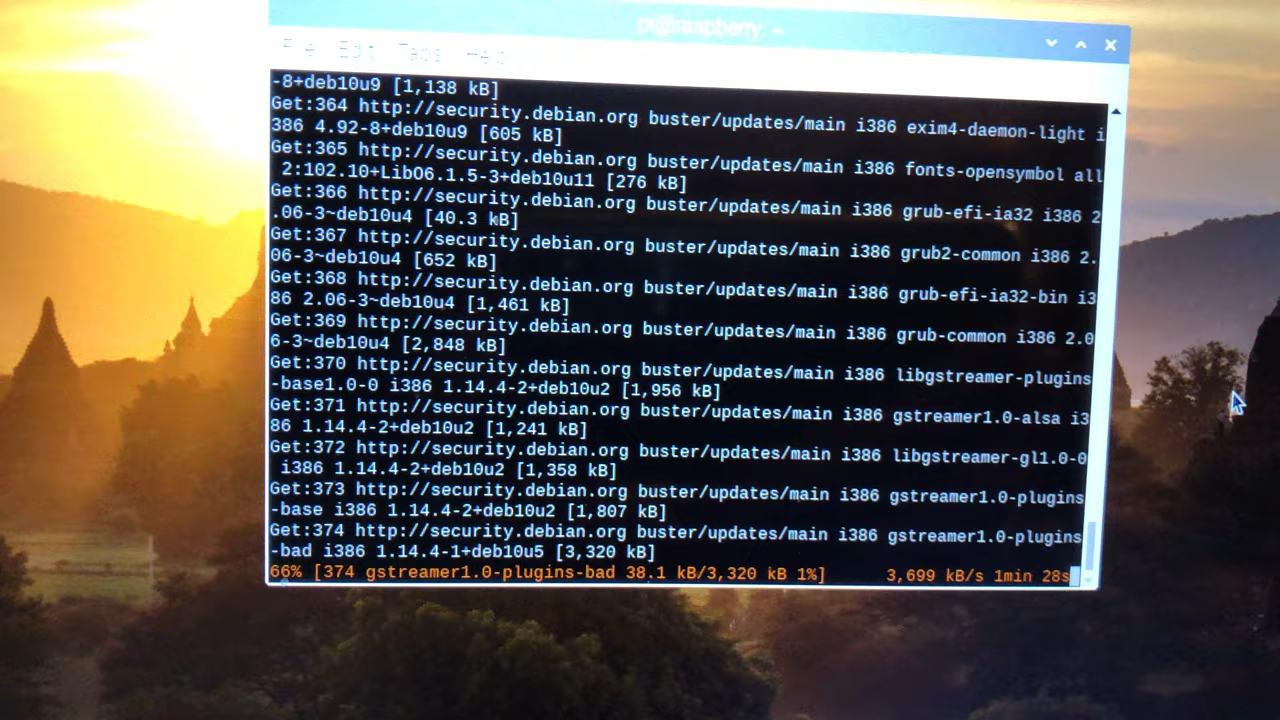 pi@raspberry: ~
File Edit Tabs Help
-8+deb10u9 [1,138 kB]
Get:364 http://security.debian.org buster/updates/main i386 exim4-daemon-light i
386 4.92-8+deb10u9 [605 kB]
Get:365 http://security.debian.org buster/updates/main i386 fonts-opensymbol all
 2:102.10+LibO6.1.5-3+deb10u11 [276 kB]
Get:366 http://security.debian.org buster/updates/main i386 grub-efi-ia32 i386 2
.06-3~deb10u4 [40.3 kB]
Get:367 http://security.debian.org buster/updates/main i386 grub2-common i386 2.
06-3~deb10u4 [652 kB]
Get:368 http://security.debian.org buster/updates/main i386 grub-efi-ia32-bin i3
86 2.06-3~deb10u4 [1,461 kB]
Get:369 http://security.debian.org buster/updates/main i386 grub-common i386 2.0
6-3~deb10u4 [2,848 kB]
Get:370 http://security.debian.org buster/updates/main i386 libgstreamer-plugins
-base1.0-0 i386 1.14.4-2+deb10u2 [1,956 kB]
Get:371 http://security.debian.org buster/updates/main i386 gstreamer1.0-alsa i3
86 1.14.4-2+deb10u2 [1,241 kB]
Get:372 http://security.debian.org buster/updates/main i386 libgstreamer-gl1.0-0
 i386 1.14.4-2+deb10u2 [1,358 kB]
Get:373 http://security.debian.org buster/updates/main i386 gstreamer1.0-plugins
-base i386 1.14.4-2+deb10u2 [1,807 kB]
Get:374 http://security.debian.org buster/updates/main i386 gstreamer1.0-plugins
-bad i386 1.14.4-1+deb10u5 [3,320 kB]
66% [374 gstreamer1.0-plugins-bad 38.1 kB/3,320 kB 1%] 3,699 kB/s 1min 28s